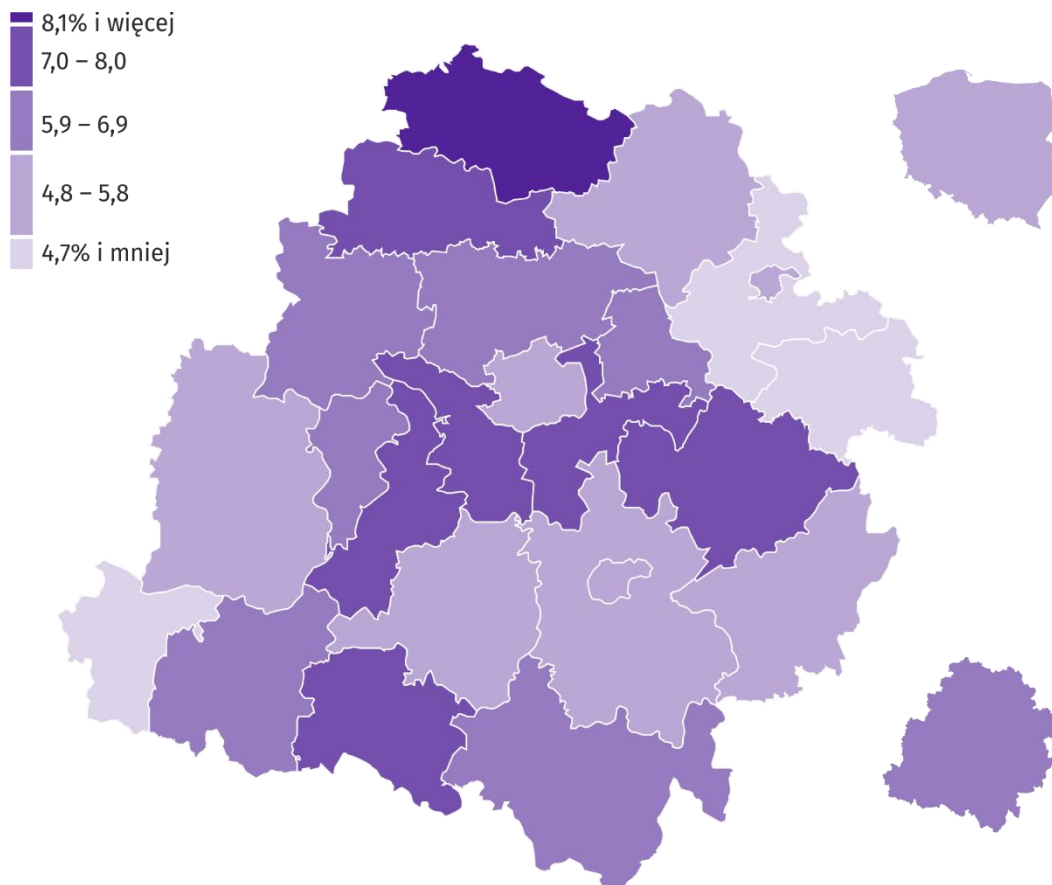 8,1% i więcej
7,0 – 8,0
5,9 – 6,9
4,8 – 5,8
4,7% i mniej